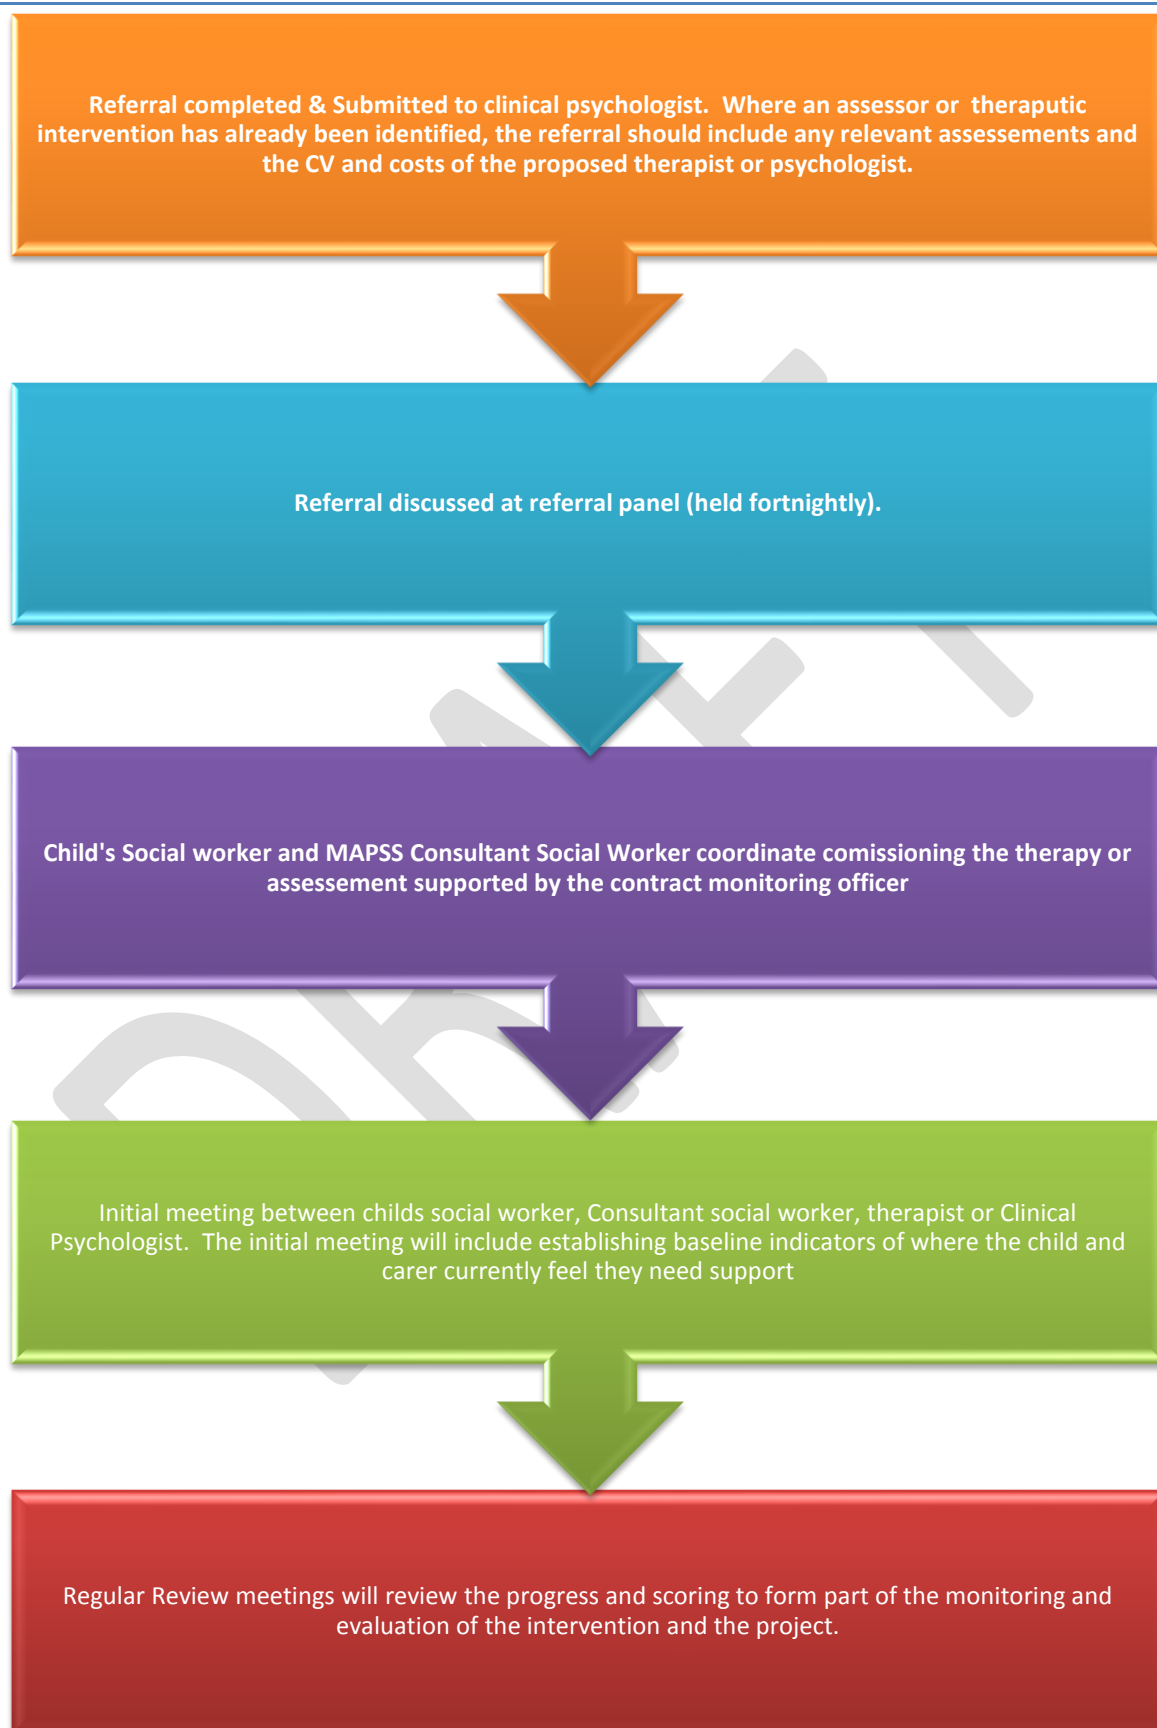 Referral completed & Submitted to clinical psychologist.  Where an assessor or  theraputic
intervention has already been identified, the referral should include any relevant assessements and
the CV and costs of the proposed therapist or psychologist.
Referral discussed at referral panel (held fortnightly).
Child's Social worker and MAPSS Consultant Social Worker coordinate comissioning the therapy or
assessement supported by the contract monitoring officer
Initial meeting between childs social worker, Consultant social worker, therapist or Clinical
Psychologist.  The initial meeting will include establishing baseline indicators of where the child and
carer currently feel they need support
Regular Review meetings will review the progress and scoring to form part of the monitoring and
evaluation of the intervention and the project.
DRAFT